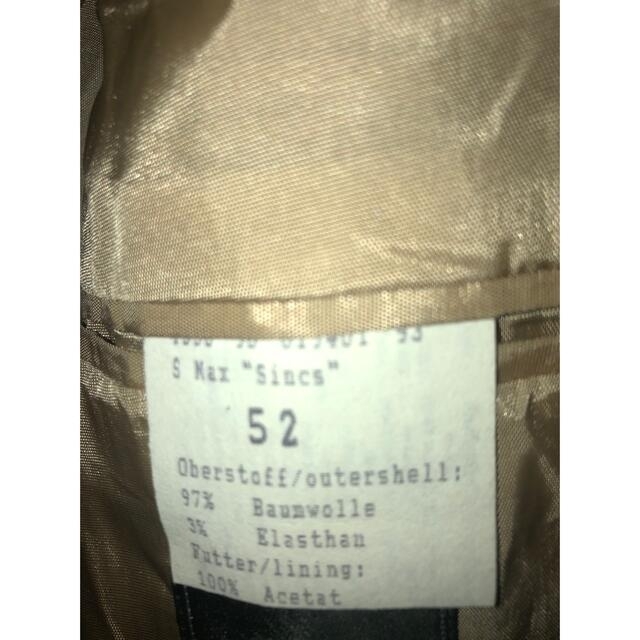 S Max "Sincs"
52
Oberstoff/outershell:
97% Baumwolle
3% Elasthan
Futter/lining:
100% Acetat